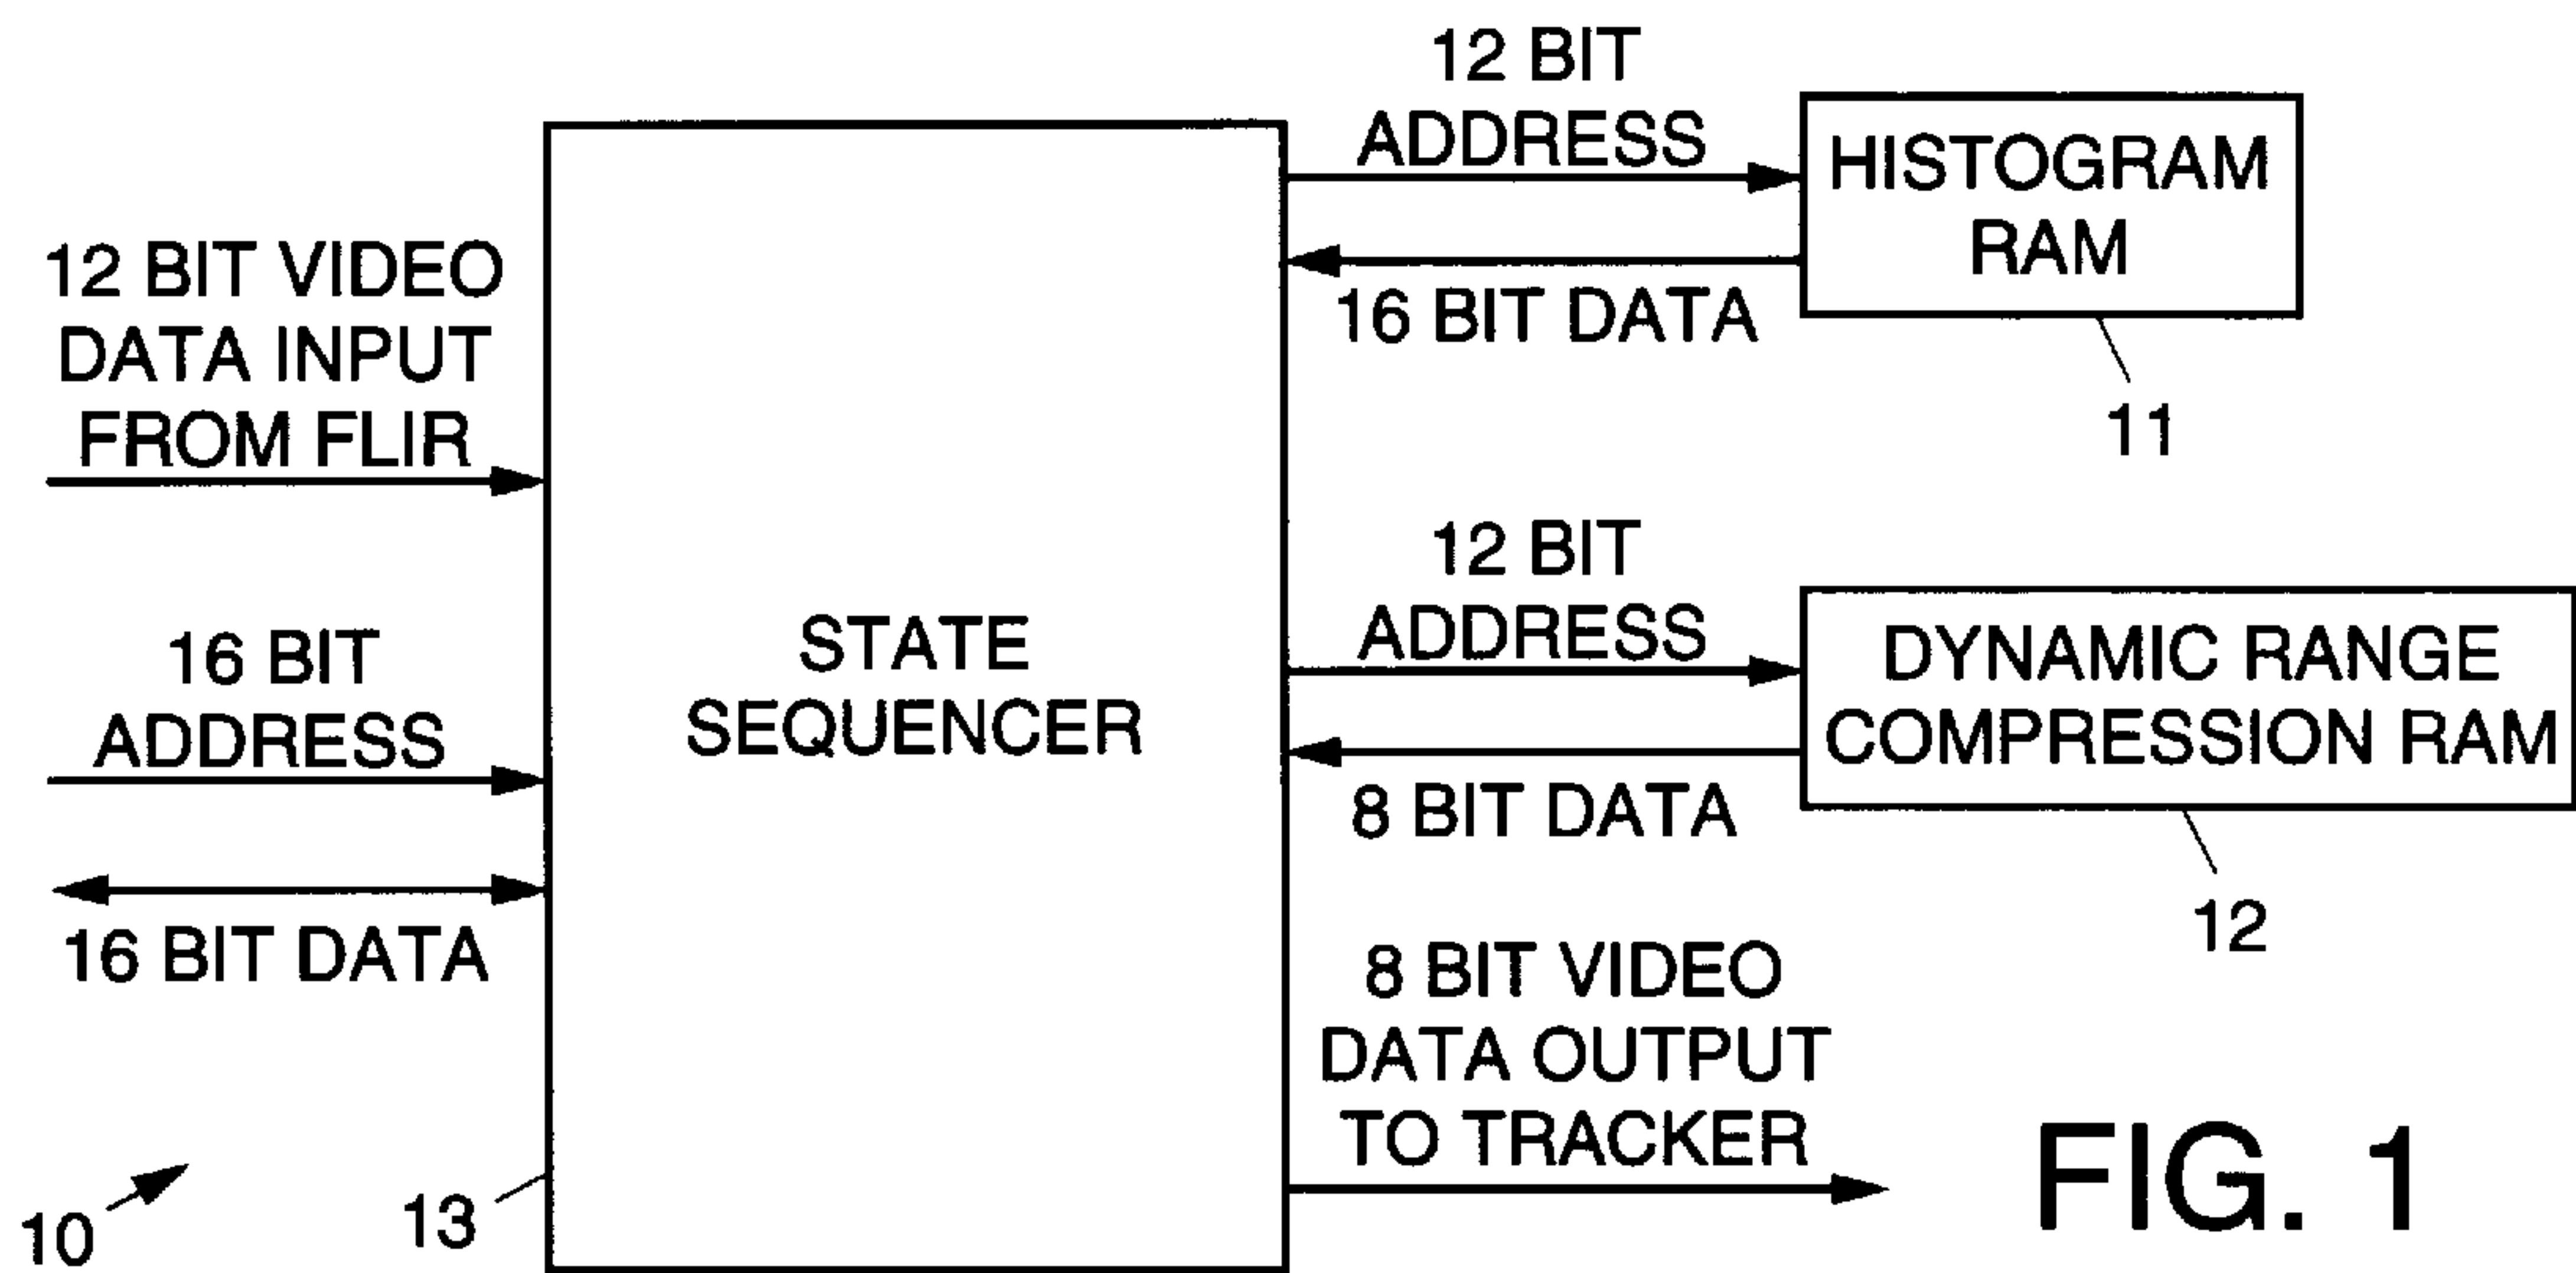 12 BIT VIDEO
DATA INPUT
FROM FLIR
16 BIT
ADDRESS
16 BIT DATA
10
13
STATE
SEQUENCER
12 BIT
ADDRESS
16 BIT DATA
HISTOGRAM
RAM
11
12 BIT
ADDRESS
8 BIT DATA
DYNAMIC RANGE
COMPRESSION RAM
12
8 BIT VIDEO
DATA OUTPUT
TO TRACKER
FIG. 1